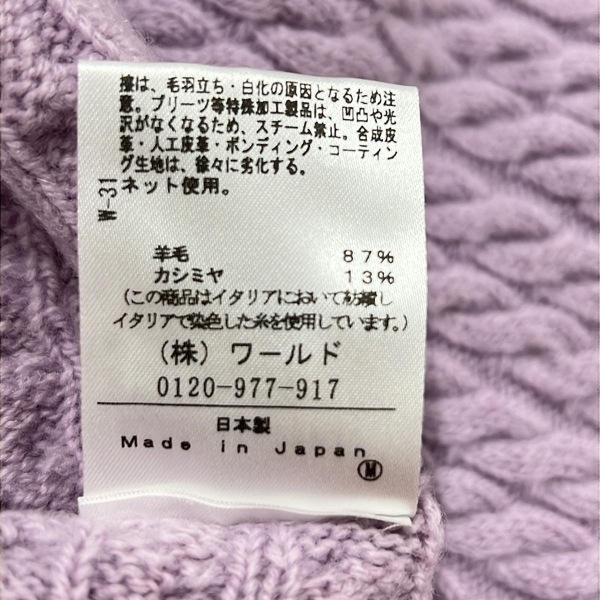 擦は、毛羽立ち・白化の原因となるため注
意。プリーツ等特殊加工製品は、凹凸や光
沢がなくなるため、スチーム禁止。合成皮
革・人工皮革・ボンディング・コーティン
グ生地は、徐々に劣化する。
ネット使用。
W-31
羊毛 87%
カシミヤ 13%
(この商品はイタリアにおいて紡績し
イタリアで染色した糸を使用しています。)
(株) ワールド
0120-977-917
日本製
Made in Japan
M